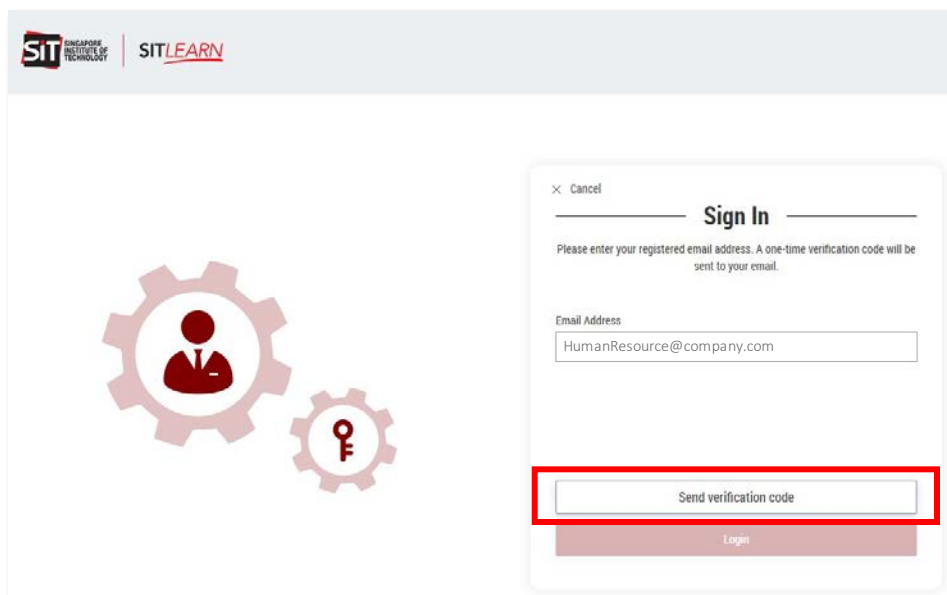 SiT
SINGAPORE
INSTITUTE OF
TECHNOLOGY
SITLEARN
Cancel
Sign In
Please enter your registered email address. A one-time verification code will be
sent to your email.
Email Address
HumanResource@company.com
Send verification code
Login